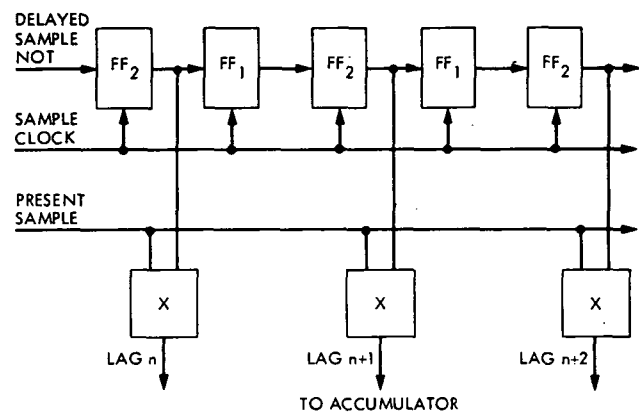 DELAYED
SAMPLE
NOT
FF2 FF1 FF2 FF1 FF2
SAMPLE
CLOCK
PRESENT
SAMPLE
X X X
LAG n LAG n+1 LAG n+2
TO ACCUMULATOR